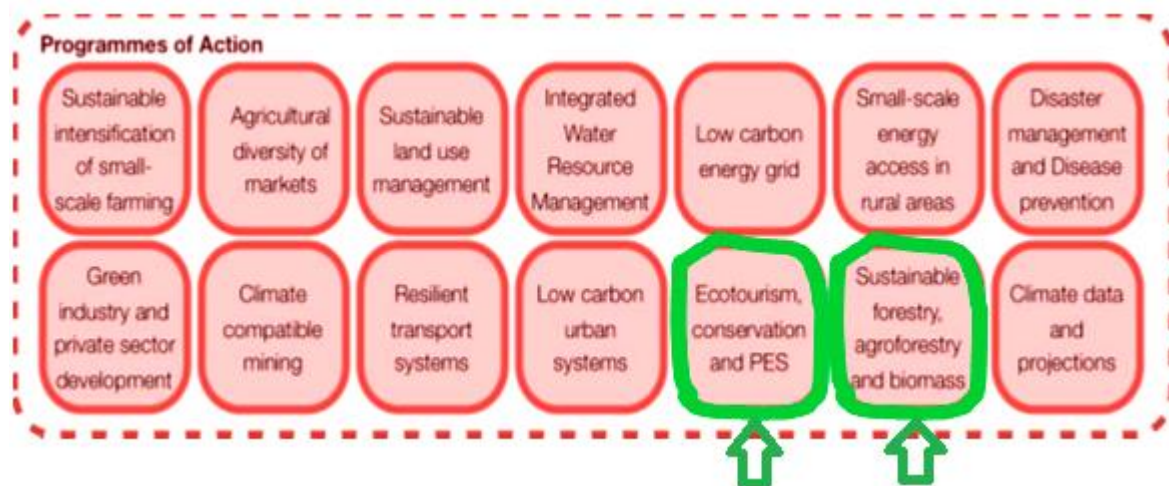 Programmes of Action
Sustainable
intensification
of small-
scale farming
Agricultural
diversity of
markets
Sustainable
land use
management
Integrated
Water
Resource
Management
Low carbon
energy grid
Small-scale
energy
access in
rural areas
Disaster
management
and Disease
prevention
Green
industry and
private sector
development
Climate
compatible
mining
Resilient
transport
systems
Low carbon
urban
systems
Ecotourism,
conservation
and PES
Sustainable
forestry,
agroforestry
and biomass
Climate data
and
projections